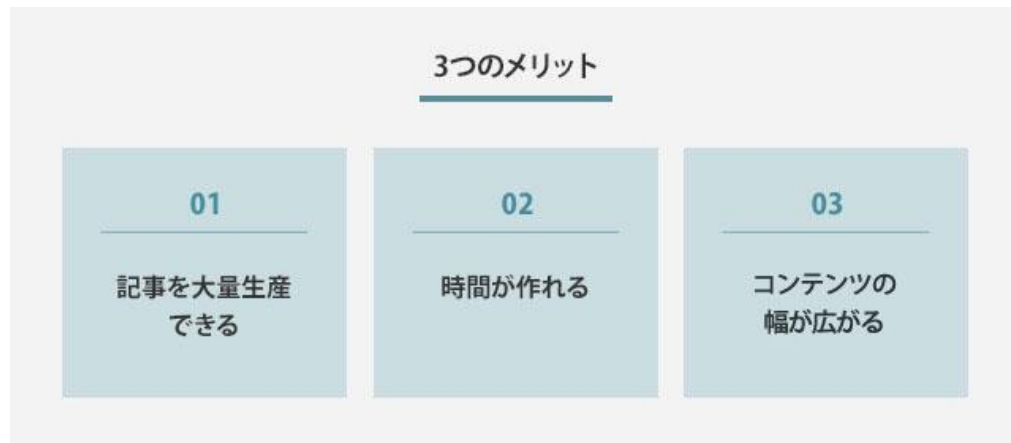 3つのメリット
01
記事を大量生産
できる
02
時間が作れる
03
コンテンツの
幅が広がる